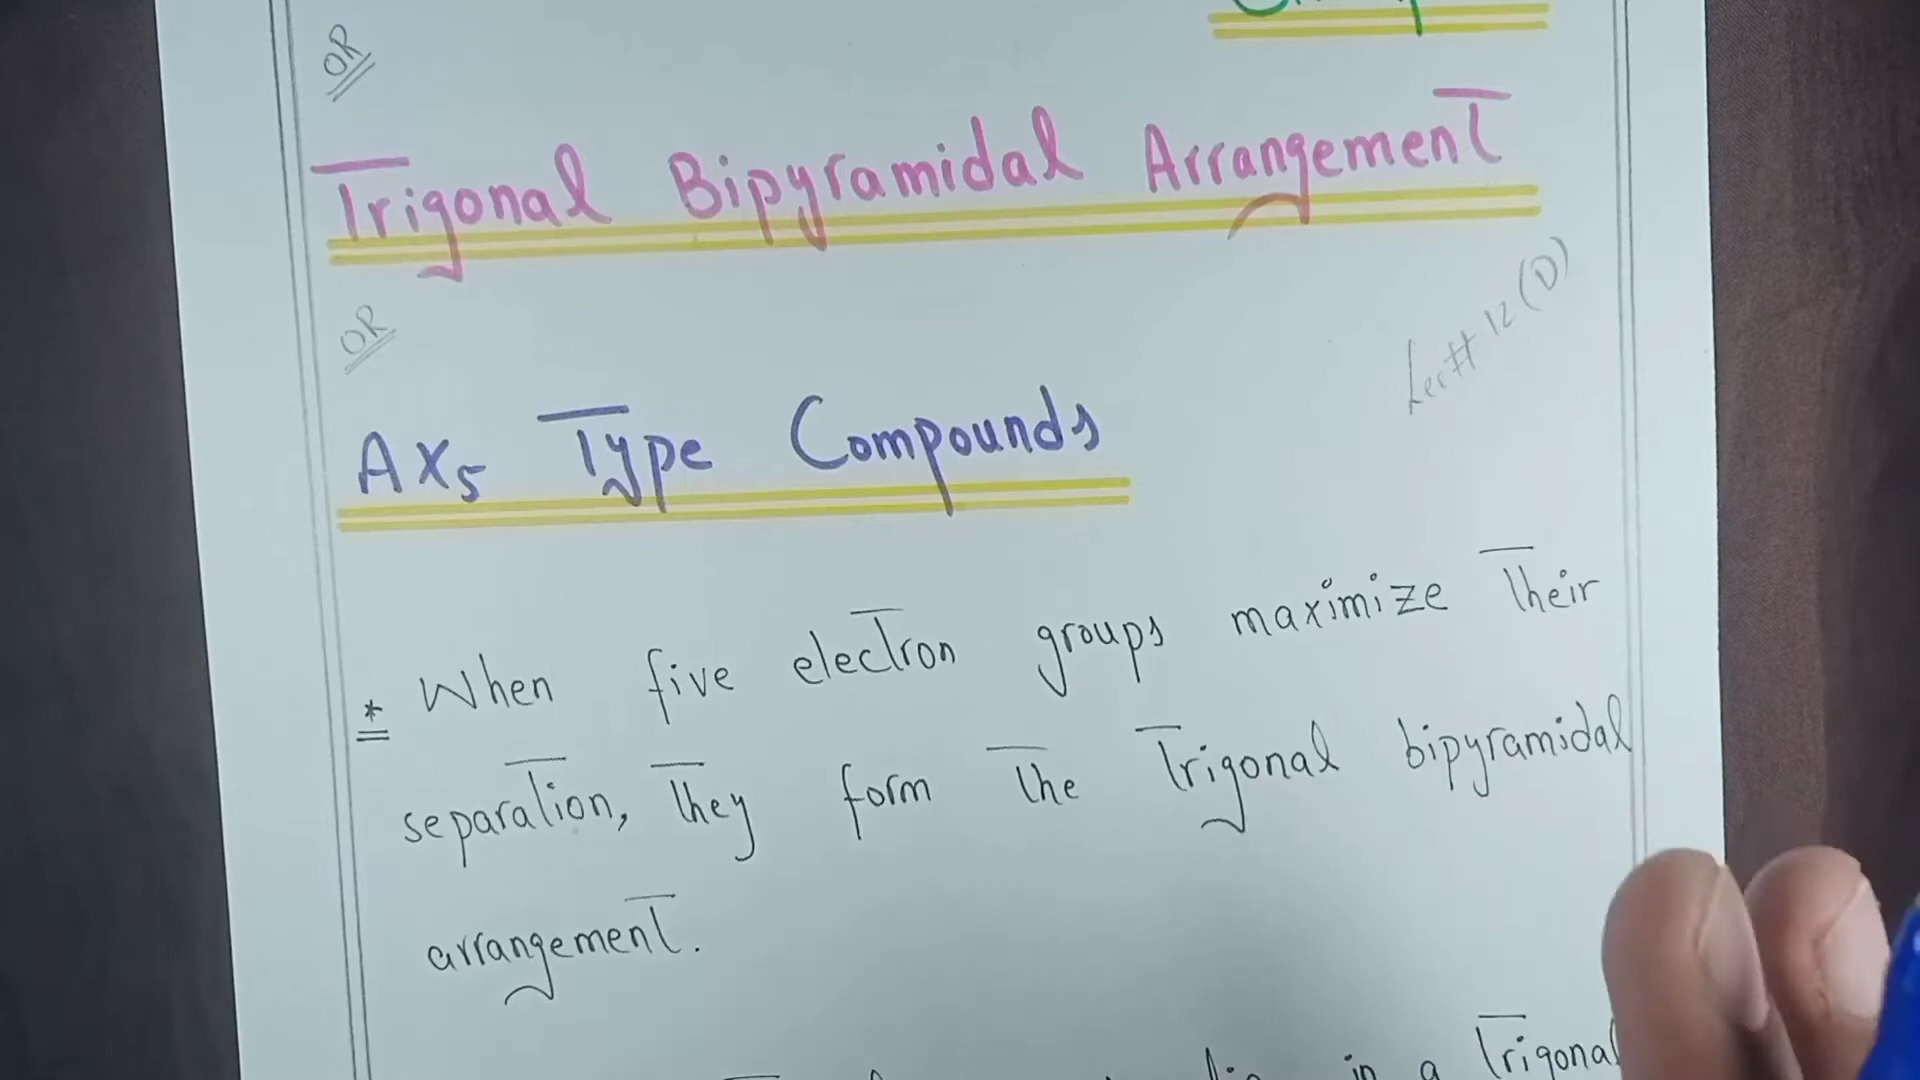 OR
Trigonal Bipyramidal Arrangement
Lec# 12 (D)
OR
AX5 Type Compounds
* When five electron groups maximize their
separation, they form the Trigonal bipyramidal
arrangement.
in a Trigonal